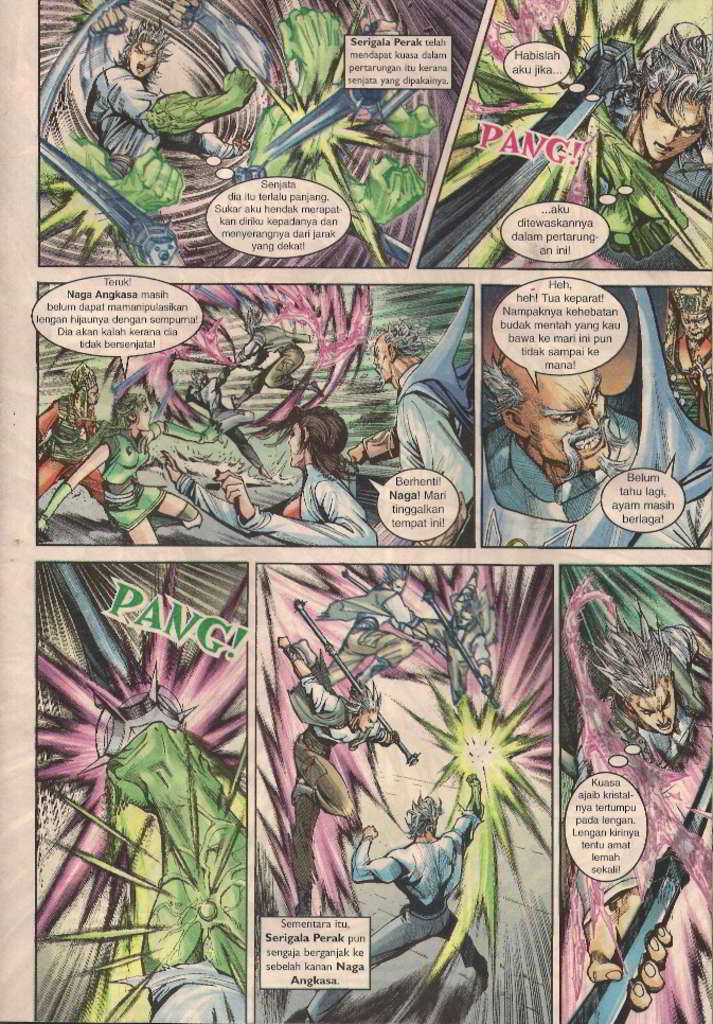 Serigala Perak telah
mendapat kuasa dalam
pertarungan itu kerana
senjata yang dipakainya.
Senjata
dia itu terlalu panjang.
Sukar aku hendak merapat-
kan diriku kepadanya dan
menyerangnya dari jarak
yang dekat!
Habislah
aku jika...
PANG!
...aku
ditewaskannya
dalam pertarung-
an ini!
Teruk!
Naga Angkasa masih
belum dapat mamanipulasikan
lengan hijaunya dengan sempurna!
Dia akan kalah kerana dia
tidak bersenjata!
Berhenti!
Naga! Mari
tinggalkan
tempat ini!
Heh,
heh! Tua keparat!
Nampaknya kehebatan
budak mentah yang kau
bawa ke mari ini pun
tidak sampai ke
mana!
Belum
tahu lagi,
ayam masih
berlaga!
PANG!
Sementara itu,
Serigala Perak pun
sengaja berganjak ke
sebelah kanan Naga
Angkasa.
Kuasa
ajaib kristal-
nya tertumpu
pada lengan.
Lengan kirinya
tentu amat
lemah
sekali!